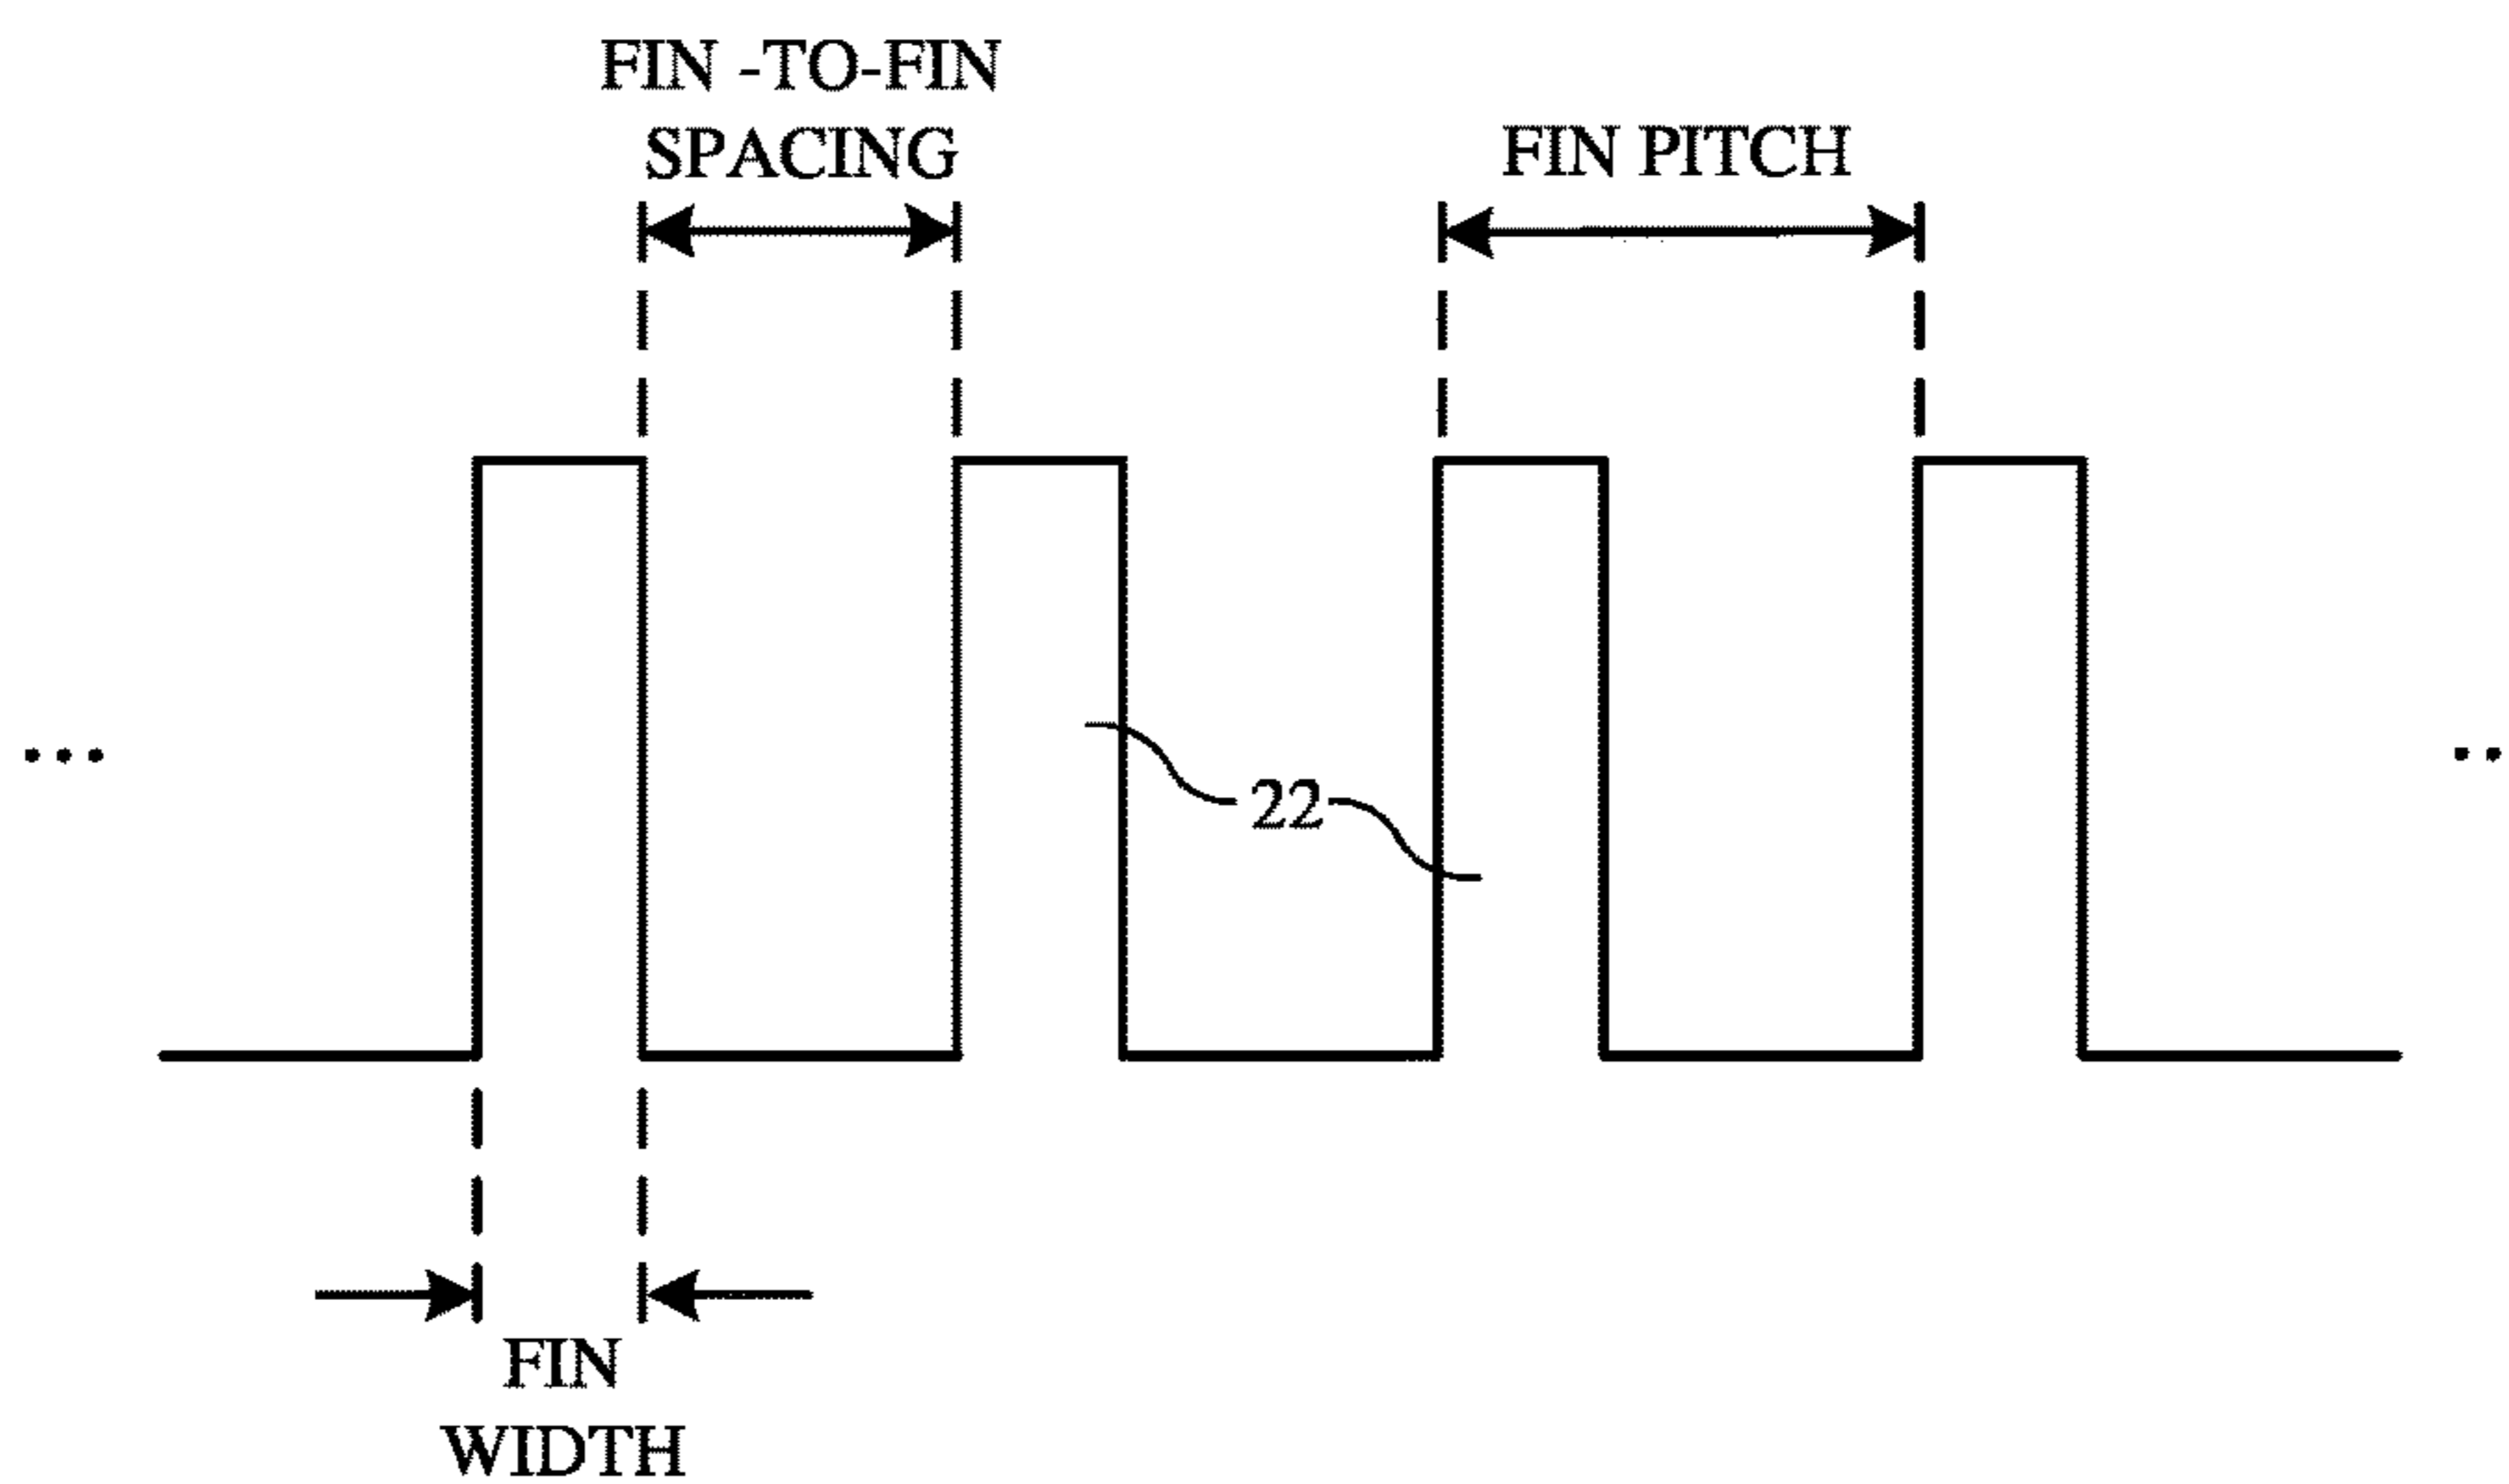 FIN -TO-FIN
SPACING
FIN PITCH
22
FIN
WIDTH